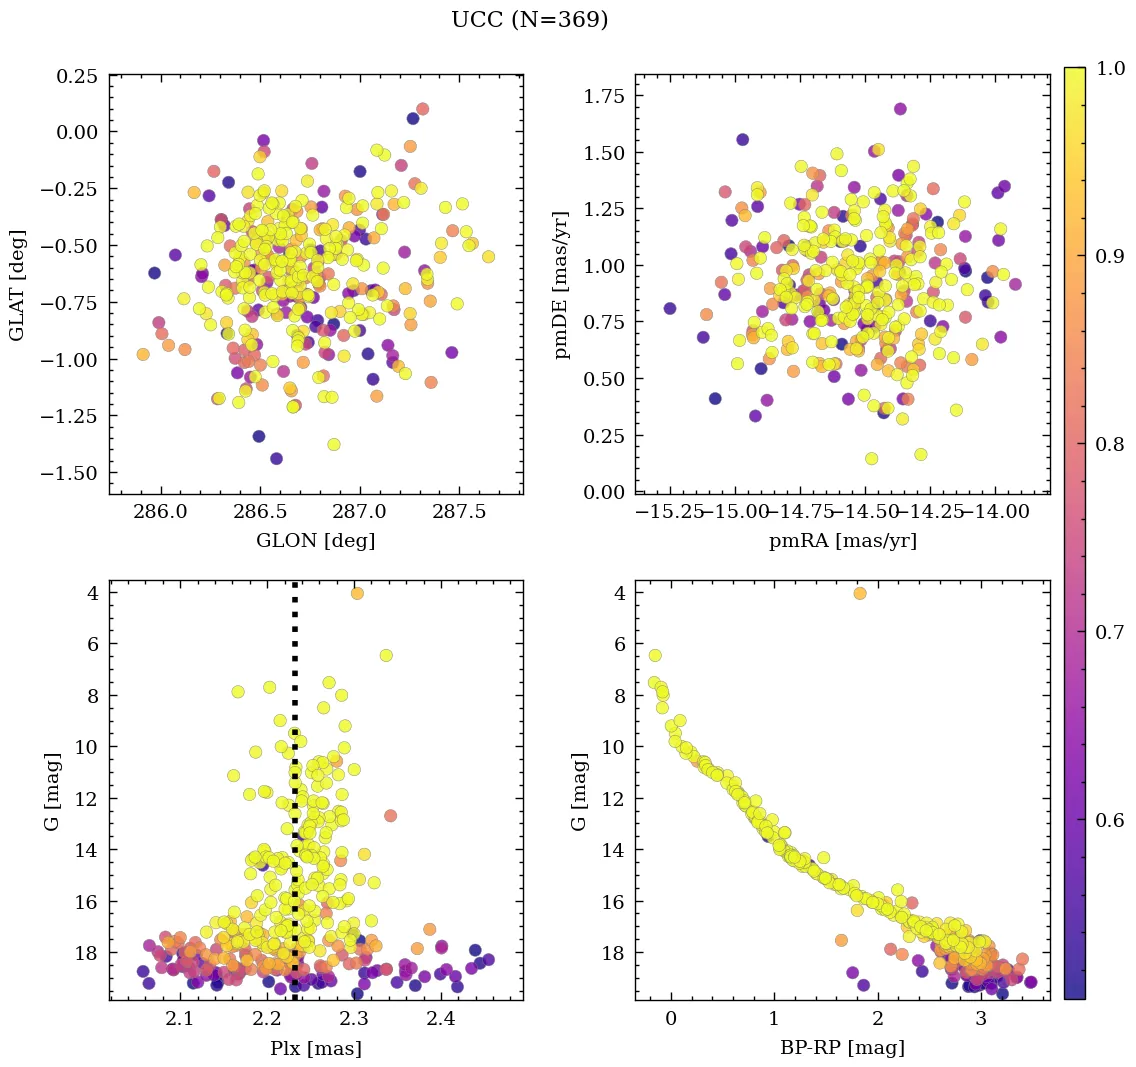 UCC (N=369)
0.25
0.00
−0.25
−0.50
−0.75
−1.00
−1.25
−1.50
GLAT [deg]
286.0 286.5 287.0 287.5
GLON [deg]
1.75
1.50
1.25
1.00
0.75
0.50
0.25
0.00
pmDE [mas/yr]
−15.25 −15.00 −14.75 −14.50 −14.25 −14.00
pmRA [mas/yr]
1.0
0.9
0.8
0.7
0.6
4
6
8
10
12
14
16
18
G [mag]
2.1 2.2 2.3 2.4
Plx [mas]
4
6
8
10
12
14
16
18
G [mag]
0 1 2 3
BP-RP [mag]